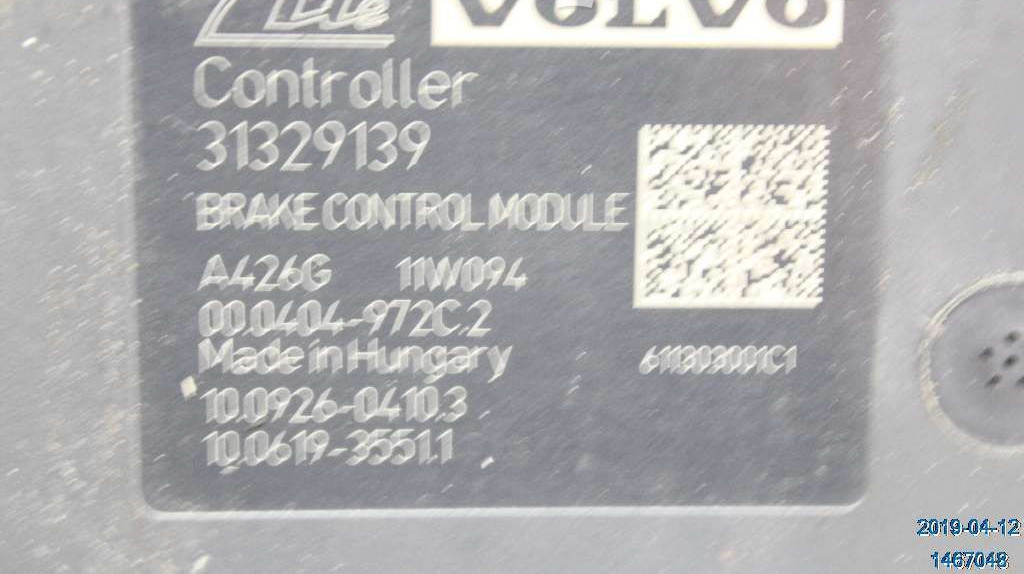 Ate VOLVO
Controller
31329139
BRAKE CONTROL MODULE
A426G 11W094
00.0404-972C.2
Made in Hungary
611303001C1
10.0926-0410.3
10.0619-3551.1
2019-04-12
1467048